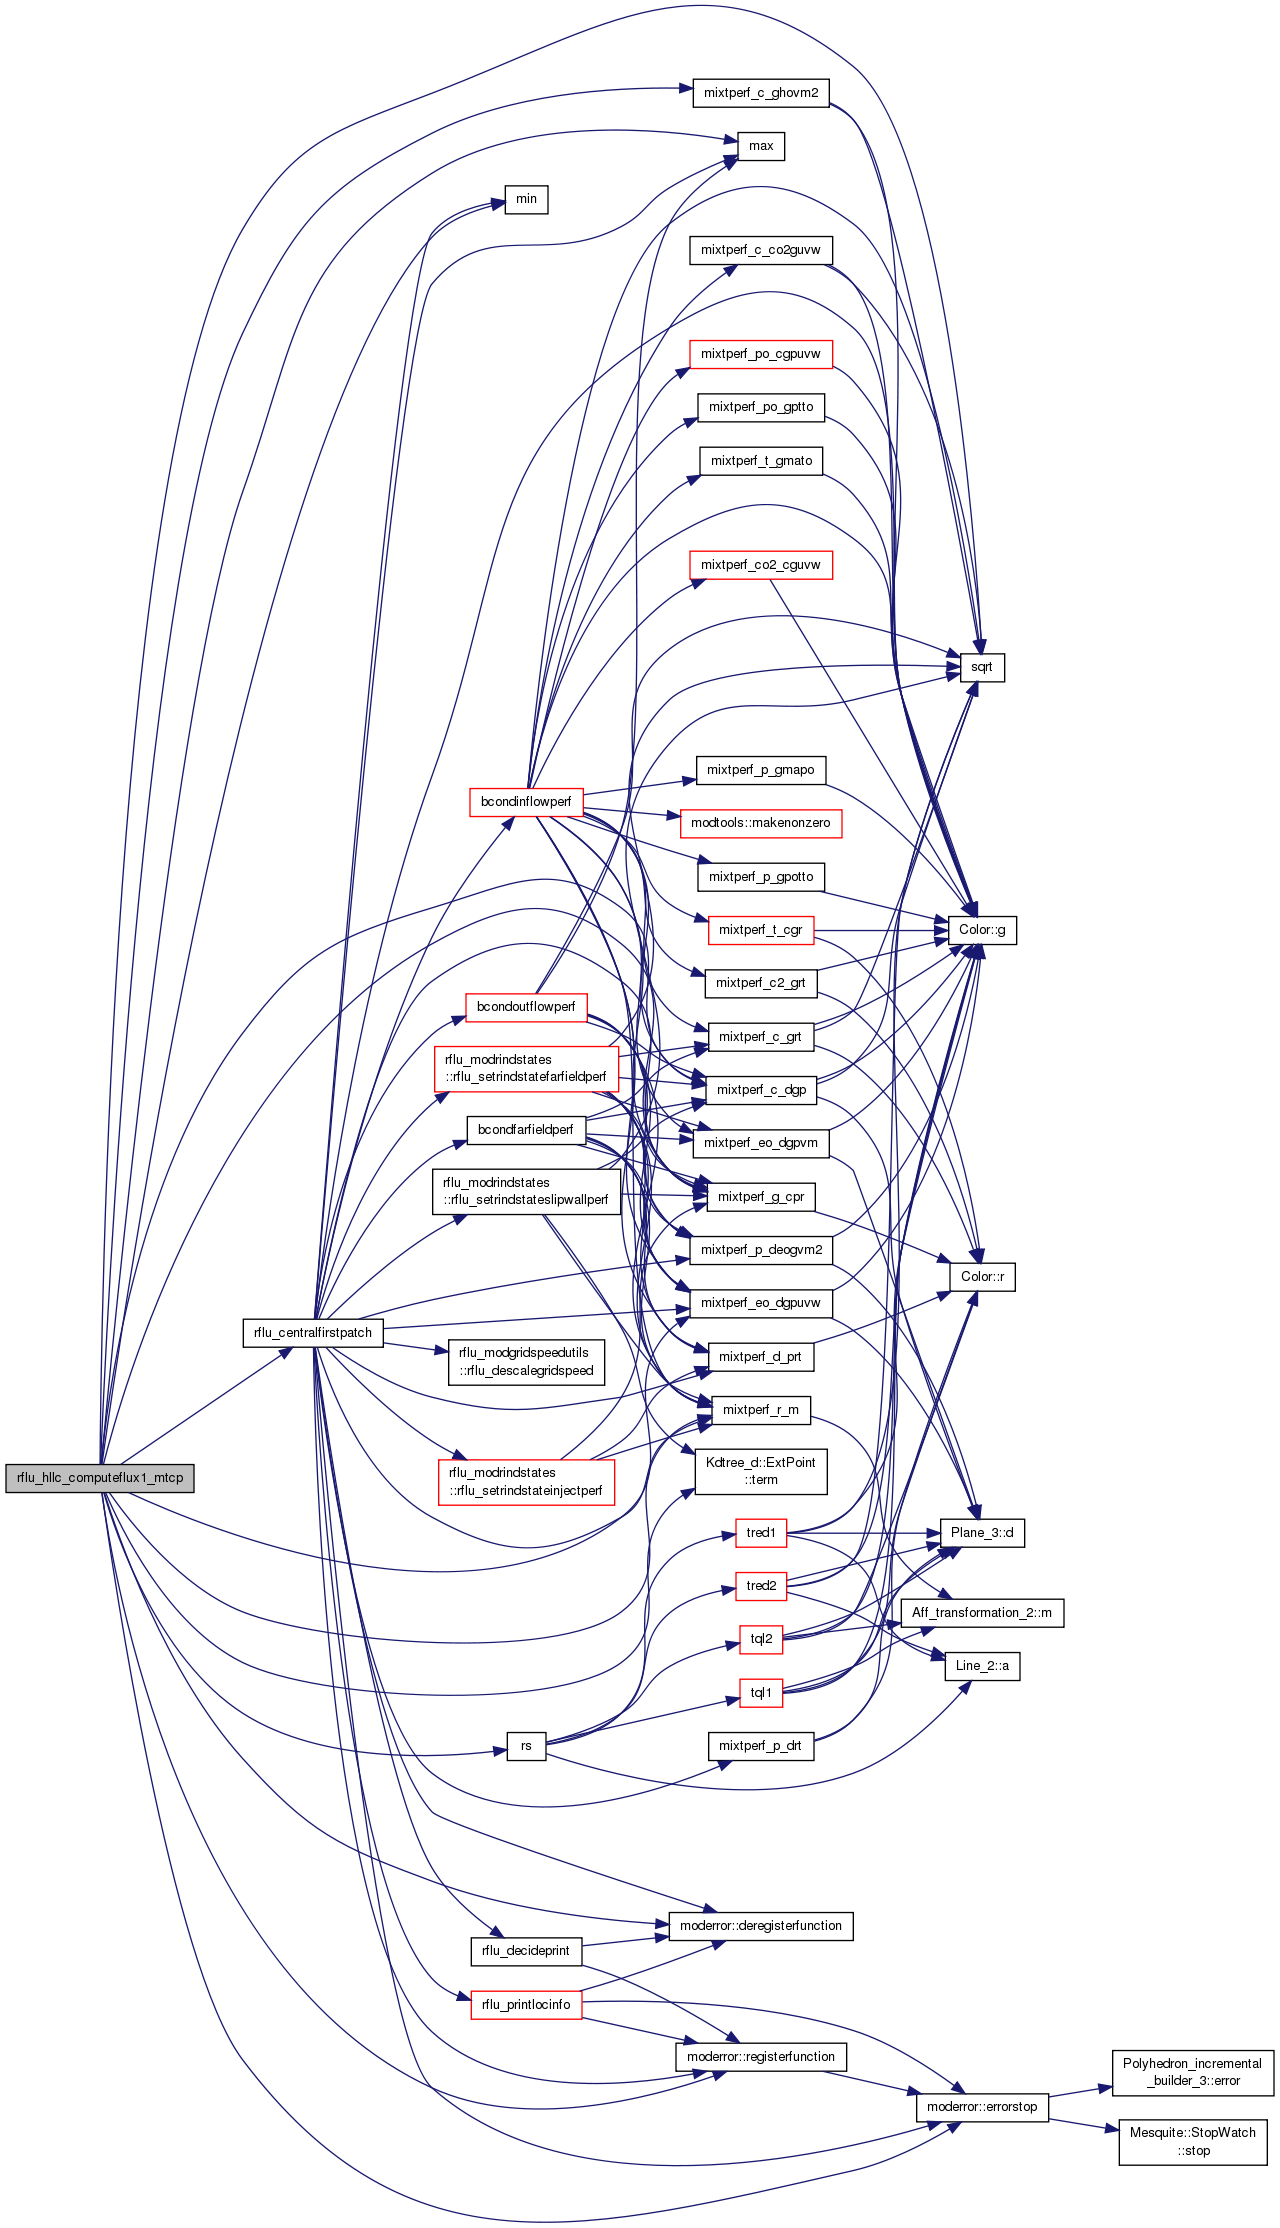 mixtperf_c_ghovm2
max
min
mixtperf_c_co2guvw
mixtperf_po_cgpuvw
mixtperf_po_gptto
mixtperf_t_gmato
mixtperf_co2_cguvw
sqrt
mixtperf_p_gmapo
bcondinflowperf
modtools::makenonzero
mixtperf_p_gpotto
mixtperf_t_cgr
Color::g
mixtperf_c2_grt
bcondoutflowperf
mixtperf_c_grt
rflu_modrindstates
::rflu_setrindstatefarfieldperf
mixtperf_c_dgp
bcondfarfieldperf
mixtperf_eo_dgpvm
rflu_modrindstates
::rflu_setrindstateslipwallperf
mixtperf_g_cpr
mixtperf_p_deogvm2
Color::r
mixtperf_eo_dgpuvw
rflu_centralfirstpatch
rflu_modgridspeedutils
::rflu_descalegridspeed
mixtperf_d_prt
mixtperf_r_m
rflu_hllc_computeflux1_mtcp
rflu_modrindstates
::rflu_setrindstateinjectperf
Kdtree_d::ExtPoint
::term
tred1
Plane_3::d
tred2
Aff_transformation_2::m
tql2
Line_2::a
tql1
rs
mixtperf_p_drt
moderror::deregisterfunction
rflu_decideprint
rflu_printlocinfo
moderror::registerfunction
Polyhedron_incremental
_builder_3::error
moderror::errorstop
Mesquite::StopWatch
::stop